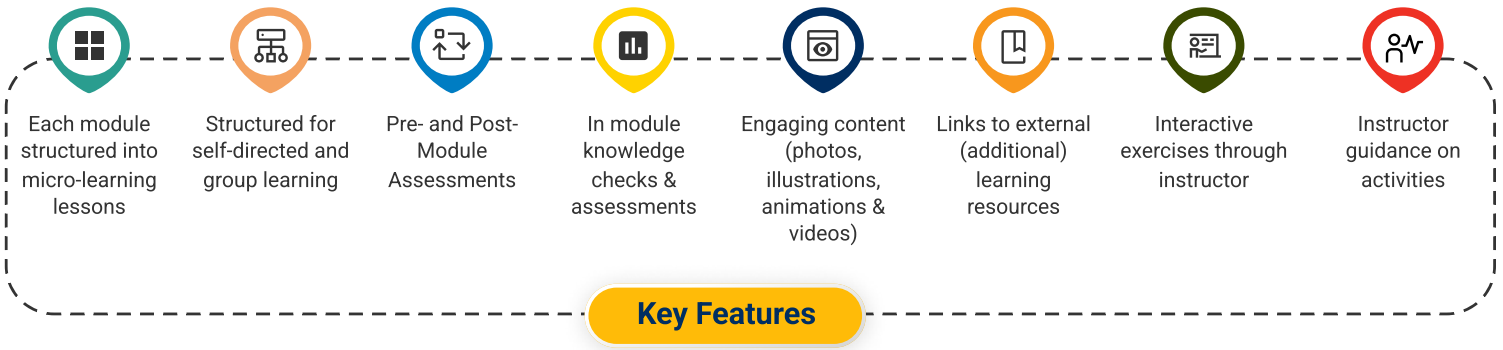 Each module
structured into
micro-learning
lessons
Structured for
self-directed and
group learning
Pre- and Post-
Module
Assessments
In module
knowledge
checks &
assessments
Engaging content
(photos,
illustrations,
animations &
videos)
Links to external
(additional)
learning
resources
Interactive
exercises through
instructor
Instructor
guidance on
activities
Key Features